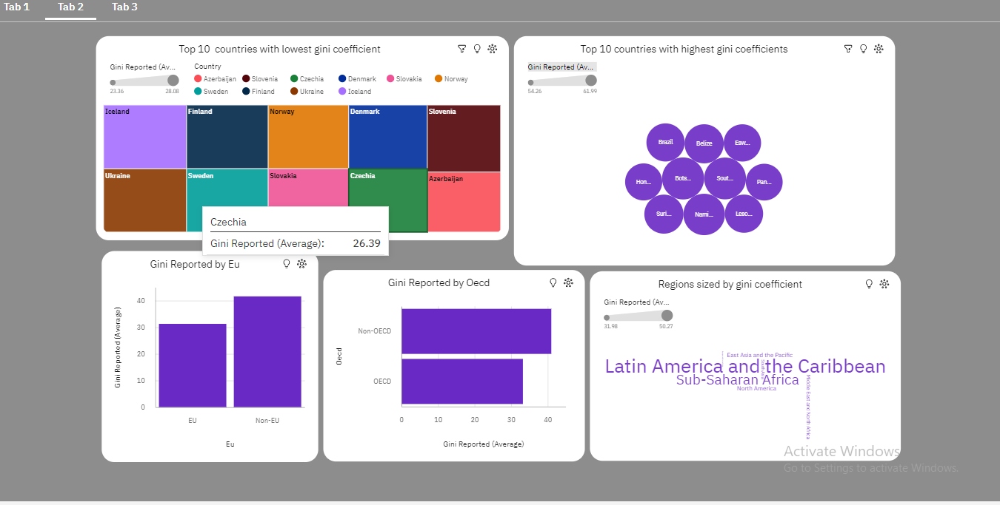 Tab 1 Tab 2 Tab 3
Top 10 countries with lowest gini coefficient
Gini Reported (Av...
23.36 28.08
Country
Azerbaijan Slovenia Czechia Denmark Slovakia Norway
Sweden Finland Ukraine Iceland
Iceland Finland Norway Denmark Slovenia
Ukraine Sweden Slovakia Czechia Azerbaijan
Czechia
Gini Reported (Average): 26.39
Top 10 countries with highest gini coefficients
Gini Reported (Av...
54.26 61.99
Brazil Belize Esw...
Hon... Bots... Sout... Pan...
Suri... Nami... Leso...
Gini Reported by Eu
Gini Reported (Average)
40
30
20
10
0
EU Non-EU
Eu
Gini Reported by Oecd
Oecd
Non-OECD
OECD
0 10 20 30 40
Gini Reported (Average)
Regions sized by gini coefficient
Gini Reported (Av...
31.98 50.27
East Asia and the Pacific
South Asia
Latin America and the Caribbean
Sub-Saharan Africa
North America
Middle East and North Africa
Activate Windows
Go to Settings to activate Windows.